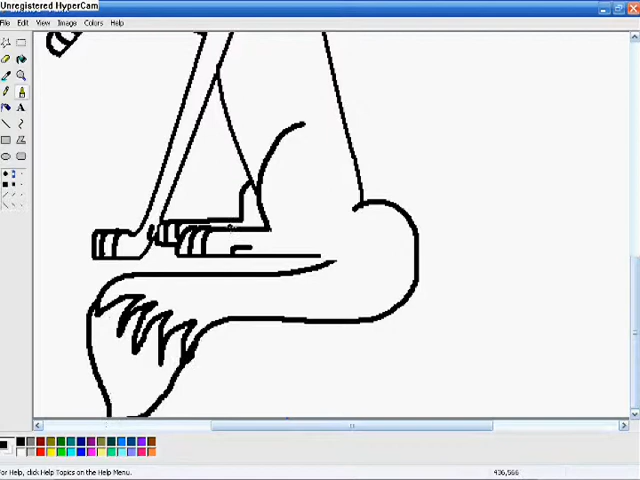 Unregistered HyperCam
File Edit View Image Colors Help
For Help, click Help Topics on the Help Menu.
436,566